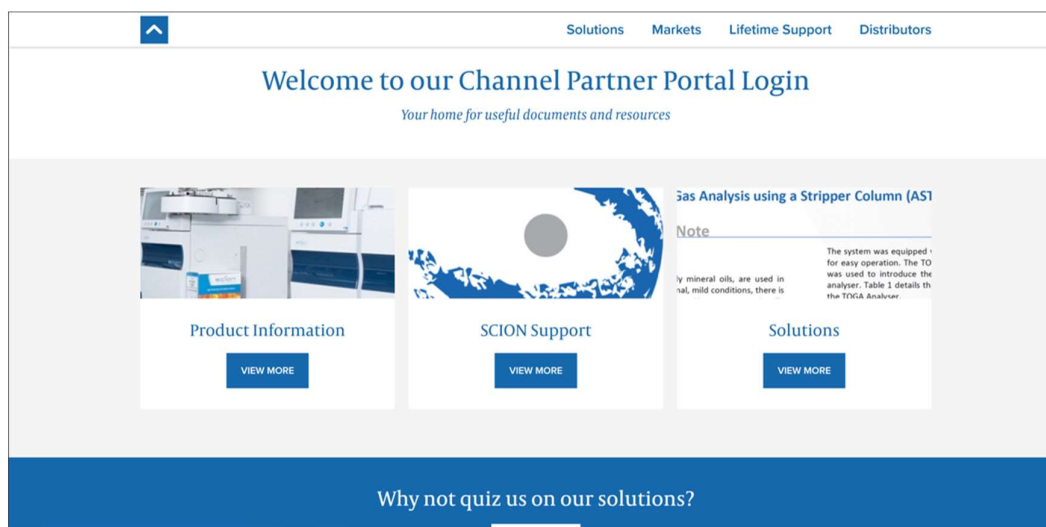 Solutions Markets Lifetime Support Distributors
Welcome to our Channel Partner Portal Login
Your home for useful documents and resources
Gas Analysis using a Stripper Column (AST
Note
The system was equipped
for easy operation. The TO
ly mineral oils, are used in
was used to introduce the
nal, mild conditions, there is
analyser. Table 1 details th
the TOGA Analyser
Product Information
SCION Support
Solutions
VIEW MORE
VIEW MORE
VIEW MORE
Why not quiz us on our solutions?